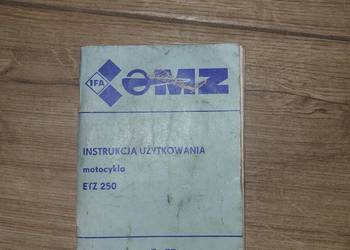 IFA MZ
INSTRUKCJA UŻYTKOWANIA
motocykla
ETZ 250